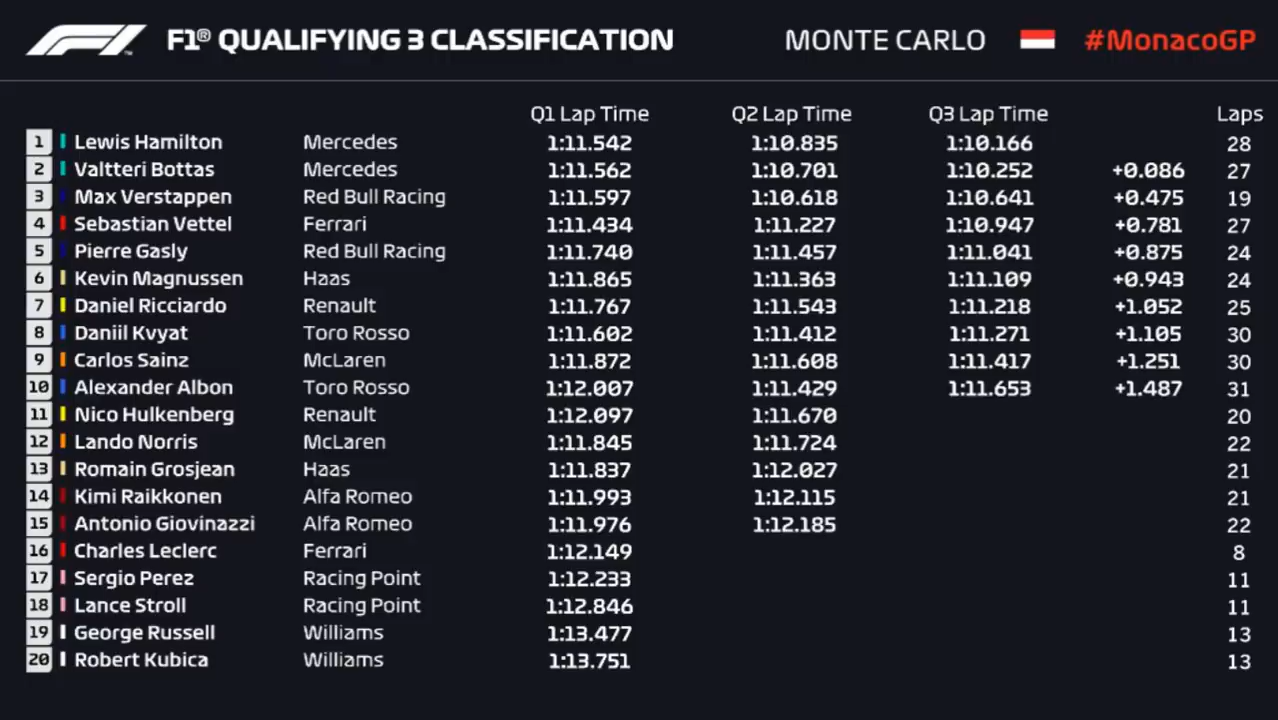 F1® QUALIFYING 3 CLASSIFICATION MONTE CARLO #MonacoGP
Q1 Lap Time Q2 Lap Time Q3 Lap Time Laps
1 Lewis Hamilton Mercedes 1:11.542 1:10.835 1:10.166 28
2 Valtteri Bottas Mercedes 1:11.562 1:10.701 1:10.252 +0.086 27
3 Max Verstappen Red Bull Racing 1:11.597 1:10.618 1:10.641 +0.475 19
4 Sebastian Vettel Ferrari 1:11.434 1:11.227 1:10.947 +0.781 27
5 Pierre Gasly Red Bull Racing 1:11.740 1:11.457 1:11.041 +0.875 24
6 Kevin Magnussen Haas 1:11.865 1:11.363 1:11.109 +0.943 24
7 Daniel Ricciardo Renault 1:11.767 1:11.543 1:11.218 +1.052 25
8 Daniil Kvyat Toro Rosso 1:11.602 1:11.412 1:11.271 +1.105 30
9 Carlos Sainz McLaren 1:11.872 1:11.608 1:11.417 +1.251 30
10 Alexander Albon Toro Rosso 1:12.007 1:11.429 1:11.653 +1.487 31
11 Nico Hulkenberg Renault 1:12.097 1:11.670 20
12 Lando Norris McLaren 1:11.845 1:11.724 22
13 Romain Grosjean Haas 1:11.837 1:12.027 21
14 Kimi Raikkonen Alfa Romeo 1:11.993 1:12.115 21
15 Antonio Giovinazzi Alfa Romeo 1:11.976 1:12.185 22
16 Charles Leclerc Ferrari 1:12.149 8
17 Sergio Perez Racing Point 1:12.233 11
18 Lance Stroll Racing Point 1:12.846 11
19 George Russell Williams 1:13.477 13
20 Robert Kubica Williams 1:13.751 13